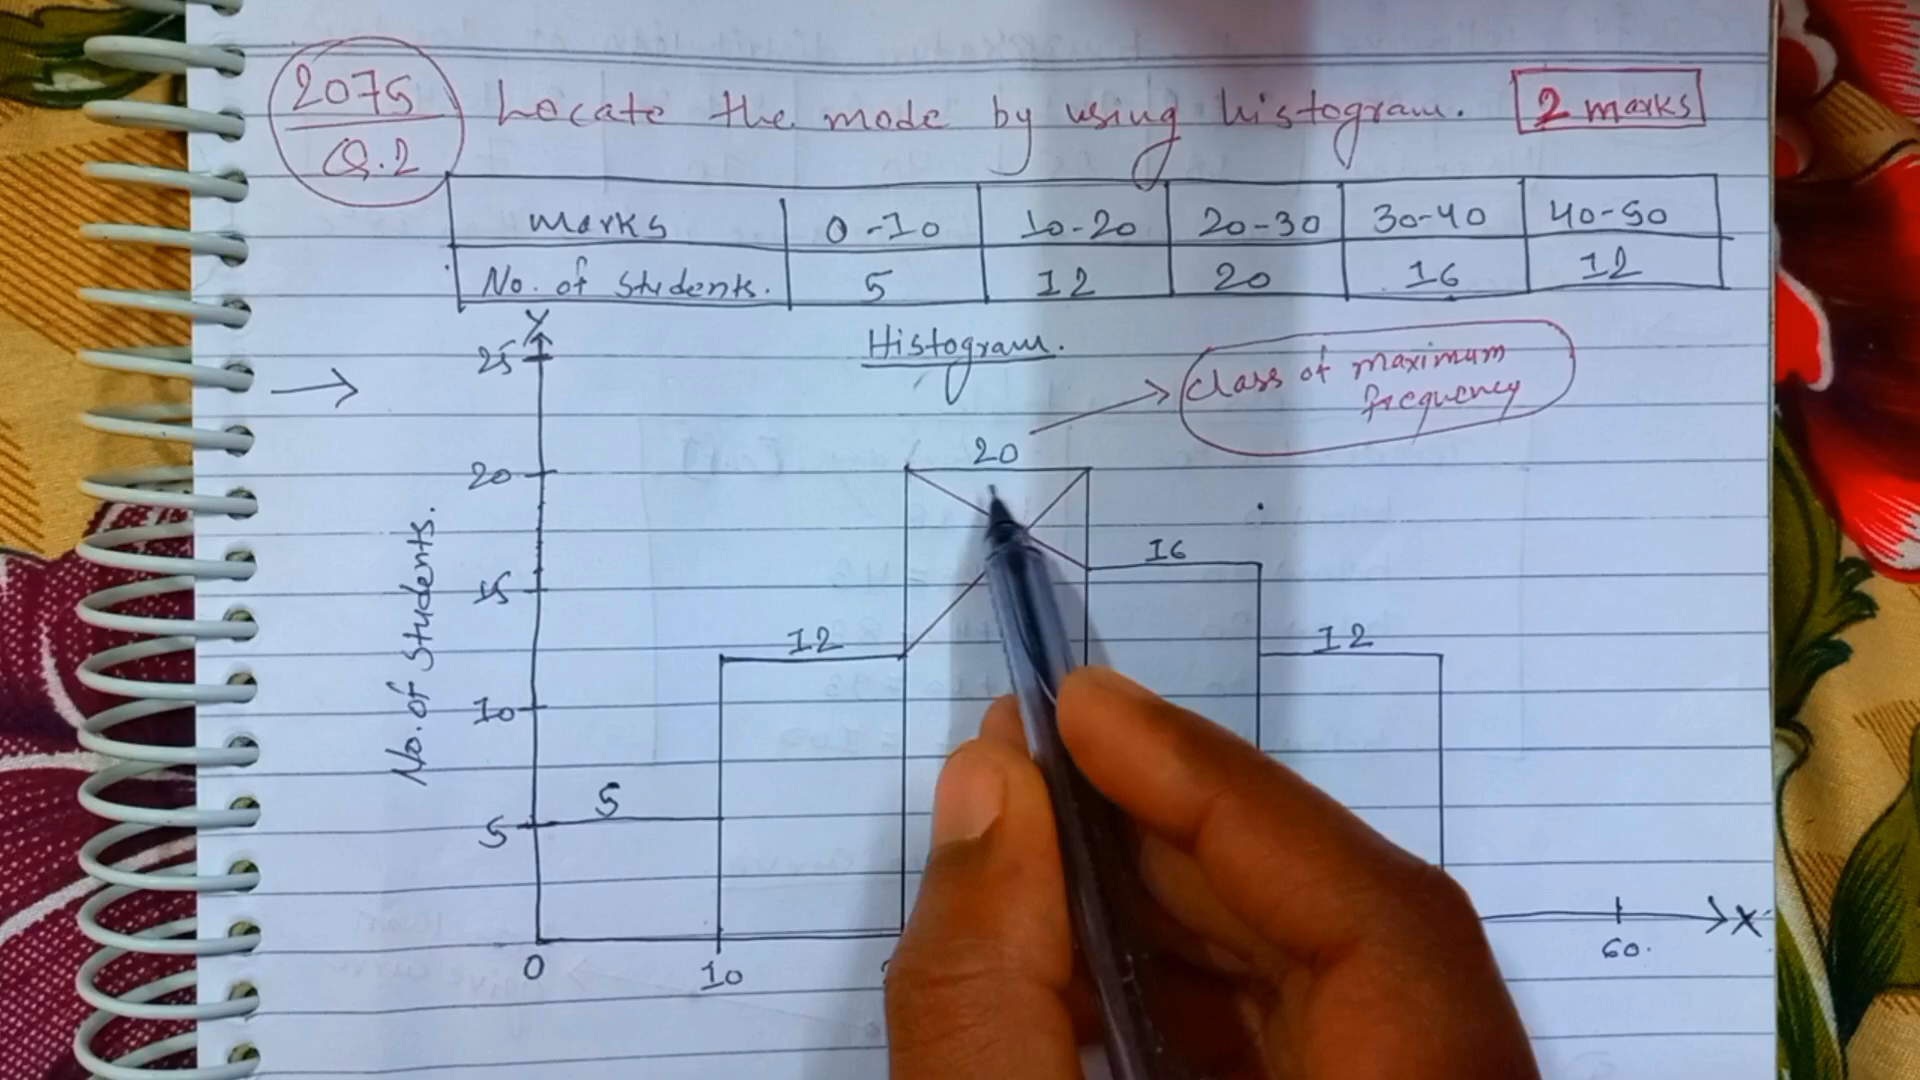 2075
Q.2
Locate the mode by using histogram. 2 marks
Marks 0-10 10-20 20-30 30-40 40-50
No. of Students. 5 12 20 16 12
Y
Histogram.
25
class of maximum
frequency
20
20
16
15
12
12
No. of Students.
10
5
5
X
0
10
60.